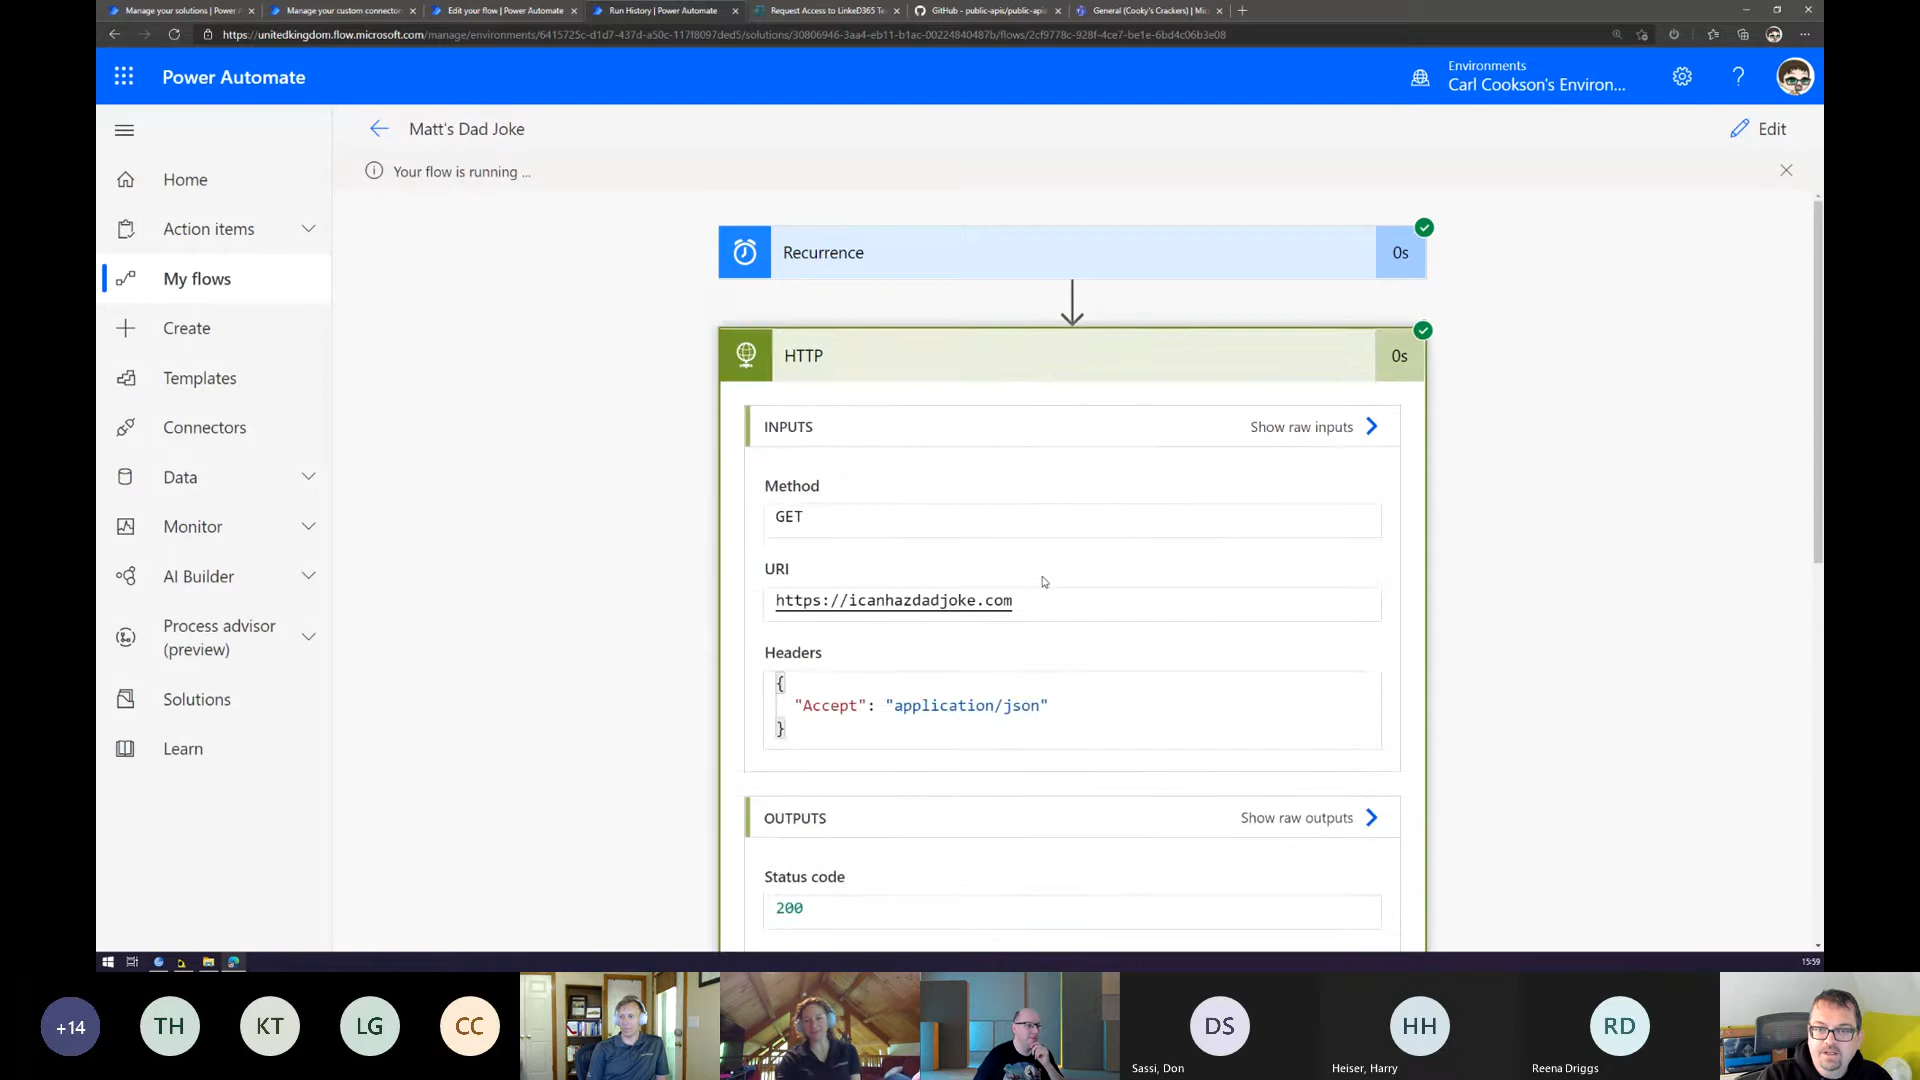 Manage your solutions | Power A
Manage your custom connector
Edit your flow | Power Automate
Run History | Power Automate
Request Access to LinkeD365 Te
GitHub - public-apis/public-apis
General (Cooky's Crackers) | Mic
https://unitedkingdom.flow.microsoft.com/manage/environments/6415725c-d1d7-437d-a50c-117f8097ded5/solutions/30806946-3aa4-eb11-b1ac-00224840487b/flows/2cf9778c-928f-4ce7-be1e-6bd4c06b3e08
Power Automate
Environments
Carl Cookson's Environ...
Matt's Dad Joke
Edit
Your flow is running ...
Home
Action items
My flows
Create
Templates
Connectors
Data
Monitor
AI Builder
Process advisor
(preview)
Solutions
Learn
Recurrence
0s
HTTP
0s
INPUTS
Show raw inputs
Method
GET
URI
https://icanhazdadjoke.com
Headers
{
"Accept": "application/json"
}
OUTPUTS
Show raw outputs
Status code
200
15:59
+14
TH
KT
LG
CC
DS
Sassi, Don
HH
Heiser, Harry
RD
Reena Driggs